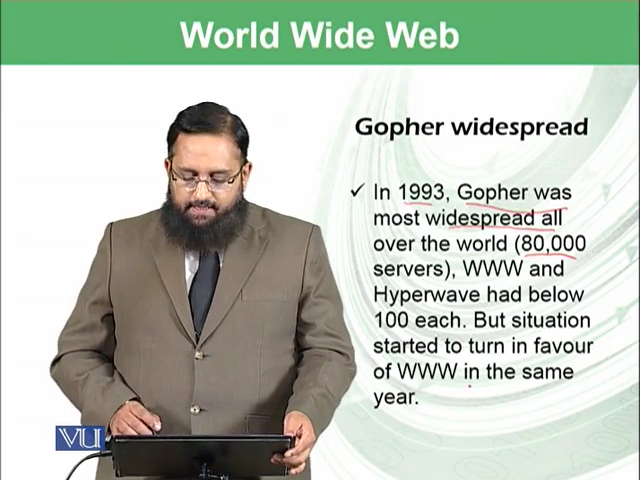 World Wide Web
Gopher widespread
✓ In 1993, Gopher was
most widespread all
over the world (80,000
servers), WWW and
Hyperwave had below
100 each. But situation
started to turn in favour
of WWW in the same
year.
VU